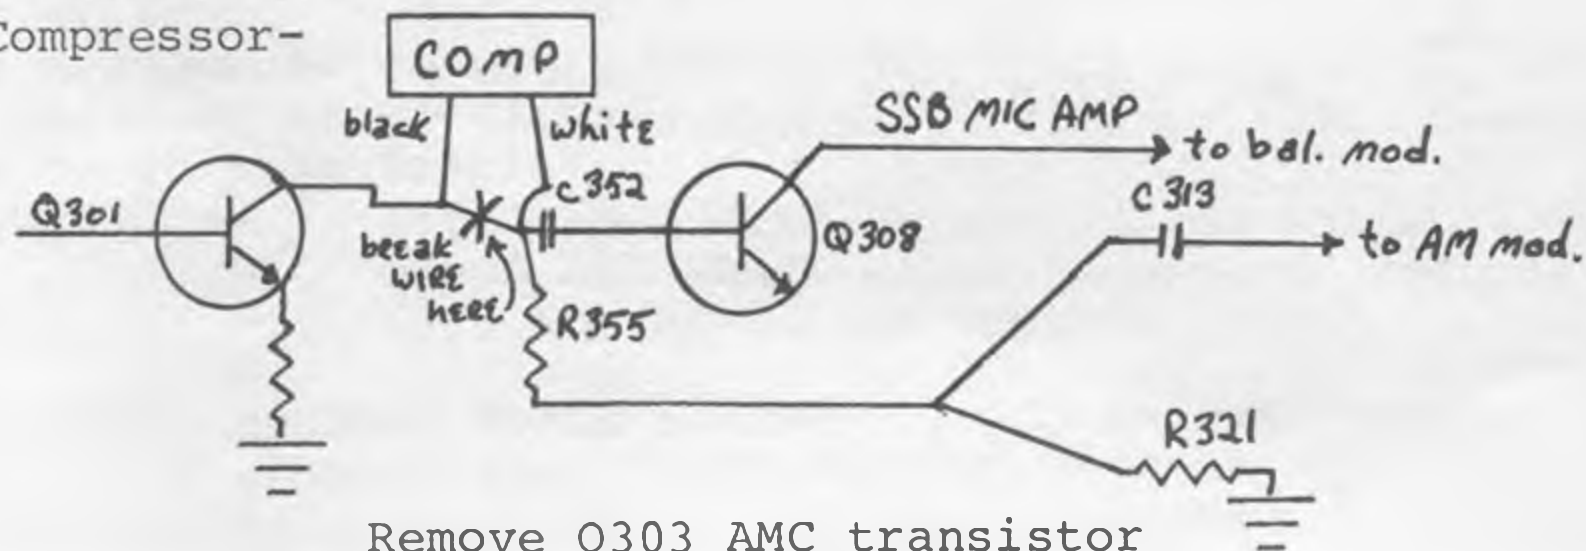 Compressor-
COMP
black
white
SSB MIC AMP
to bal. mod.
C352
C313
Q301
Q308
to AM mod.
break
WIRE
HERE
R355
R321
Remove Q303 AMC transistor